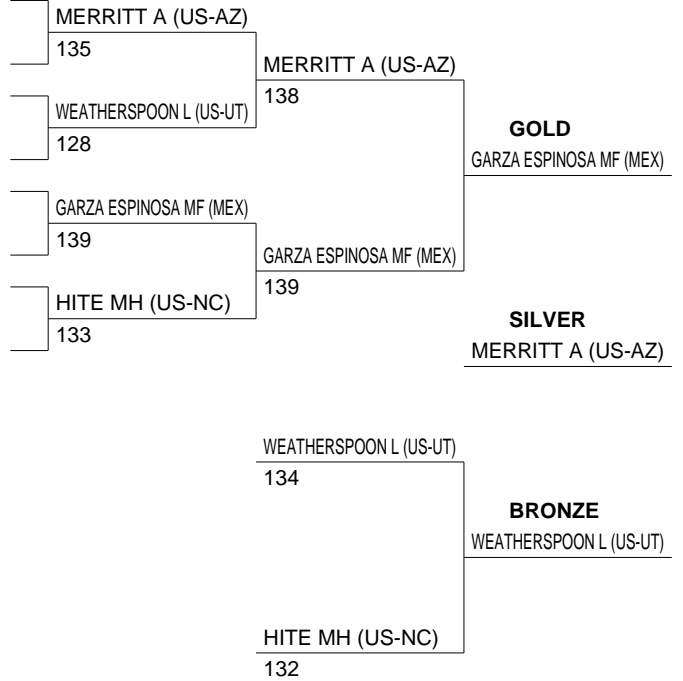 MERRITT A (US-AZ)
135
MERRITT A (US-AZ)
138
WEATHERSPOON L (US-UT)
128
GOLD
GARZA ESPINOSA MF (MEX)
GARZA ESPINOSA MF (MEX)
139
GARZA ESPINOSA MF (MEX)
139
HITE MH (US-NC)
133
SILVER
MERRITT A (US-AZ)
WEATHERSPOON L (US-UT)
134
BRONZE
WEATHERSPOON L (US-UT)
HITE MH (US-NC)
132